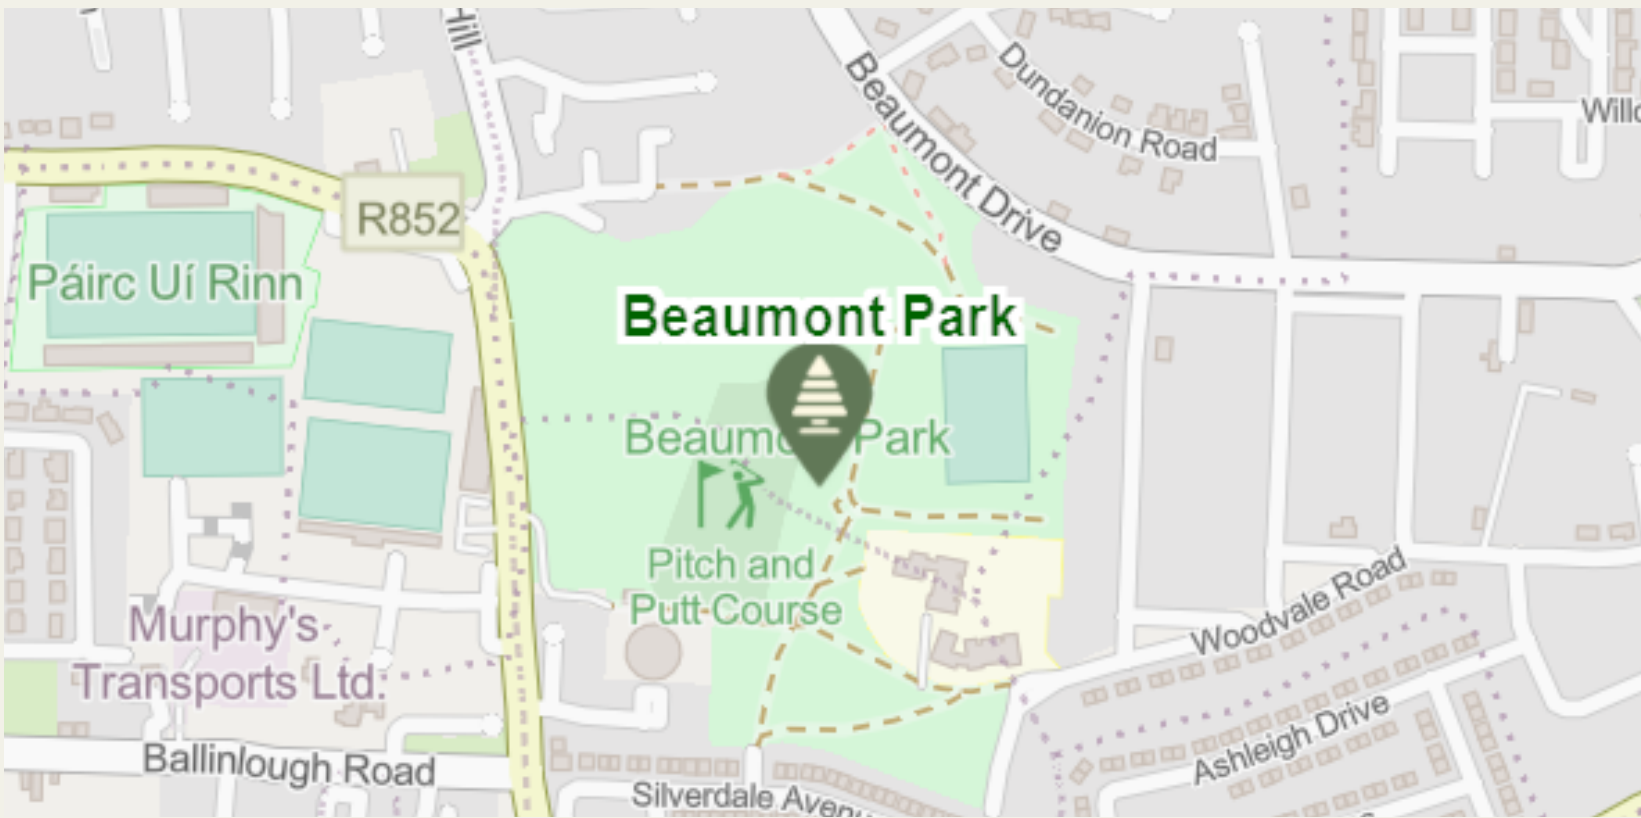 Hill
Beaumont Drive
Dundanion Road
R852
Páirc Uí Rinn
Beaumont Park
Pitch and
Putt Course
Murphy's
Transports Ltd.
Woodvale Road
Ashleigh Drive
Ballinlough Road
Silverdale